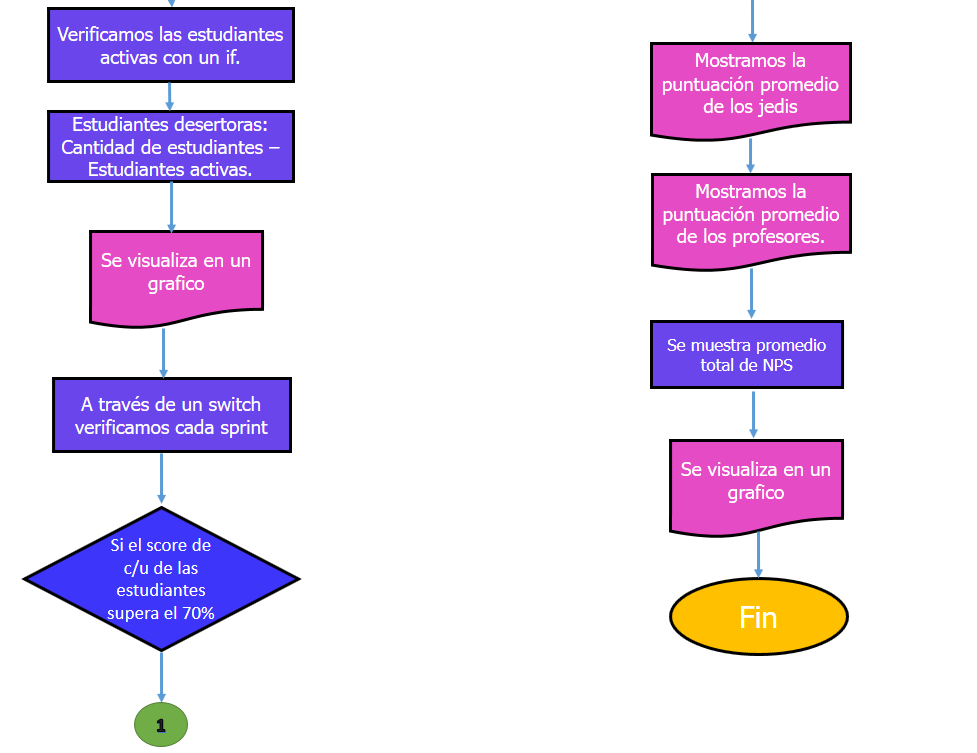 Verificamos las estudiantes
activas con un if.
Estudiantes desertoras:
Cantidad de estudiantes –
Estudiantes activas.
Se visualiza en un
grafico
A través de un switch
verificamos cada sprint
Si el score de
c/u de las
estudiantes
supera el 70%
1
Mostramos la
puntuación promedio
de los jedis
Mostramos la
puntuación promedio
de los profesores.
Se muestra promedio
total de NPS
Se visualiza en un
grafico
Fin